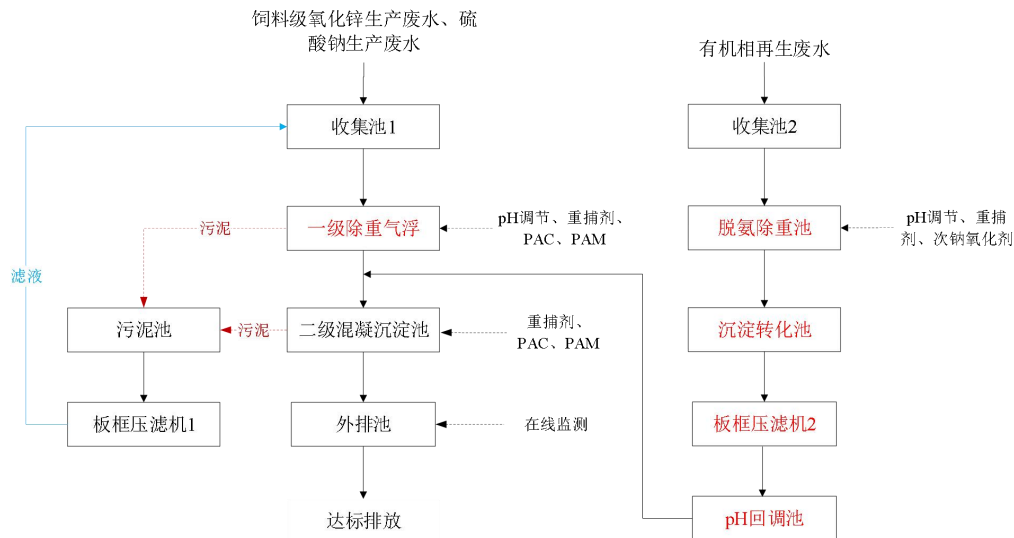 饲料级氧化锌生产废水、硫
酸钠生产废水
有机相再生废水
收集池1
收集池2
一级除重气浮
污泥
pH调节、重捕剂、
PAC、PAM
脱氨除重池
pH调节、重捕
剂、次钠氧化剂
滤液
污泥池
污泥
二级混凝沉淀池
重捕剂、
PAC、PAM
沉淀转化池
板框压滤机1
外排池
在线监测
板框压滤机2
达标排放
pH回调池